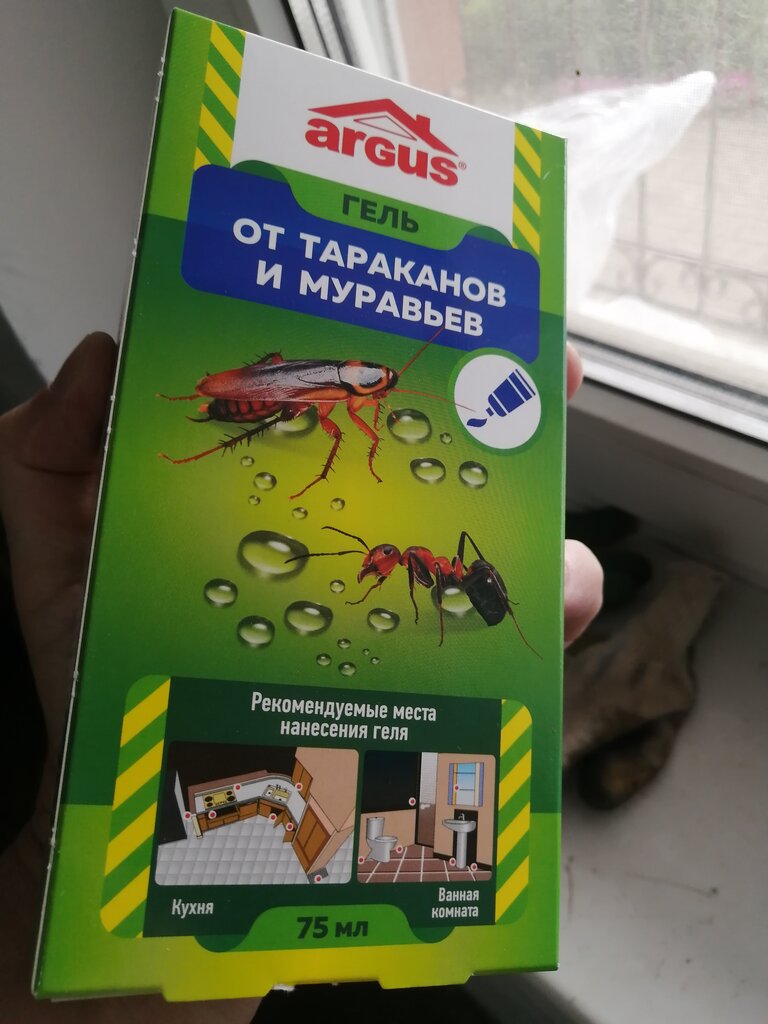 argus®
ГЕЛЬ
ОТ ТАРАКАНОВ
И МУРАВЬЕВ
Рекомендуемые места
нанесения геля
Кухня
Ванная
комната
75 мл